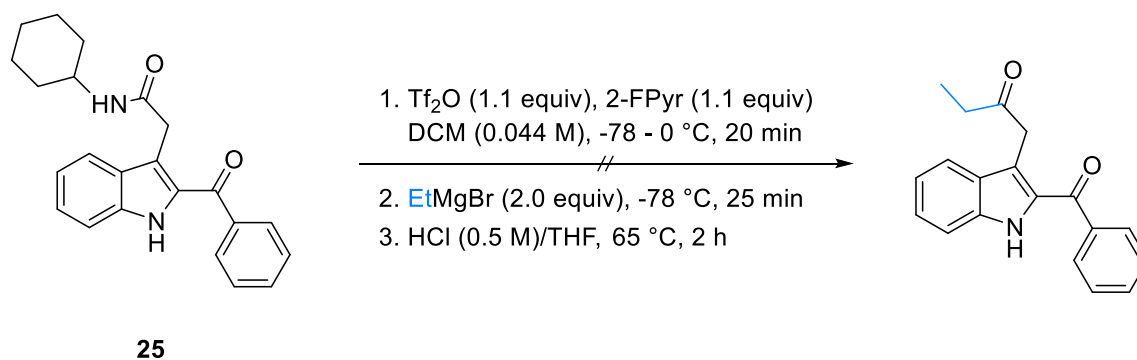 O
HN
O
N
H
25
1. Tf₂O (1.1 equiv), 2-FPyr (1.1 equiv)
DCM (0.044 M), -78 - 0 °C, 20 min
2. EtMgBr (2.0 equiv), -78 °C, 25 min
3. HCl (0.5 M)/THF, 65 °C, 2 h
O
O
N
H